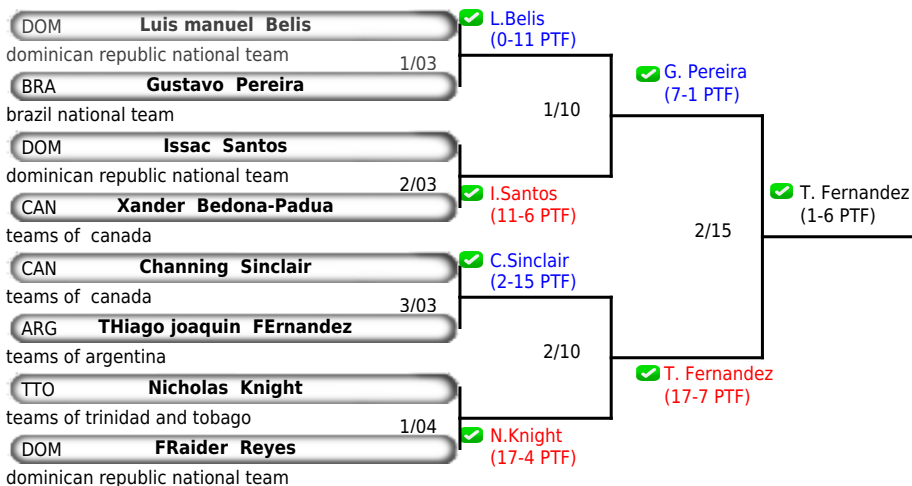 DOM Luis manuel Belis
dominican republic national team
1/03
BRA Gustavo Pereira
brazil national team
DOM Issac Santos
dominican republic national team
2/03
CAN Xander Bedona-Padua
teams of canada
CAN Channing Sinclair
teams of canada
3/03
ARG THiago joaquin FErnandez
teams of argentina
TTO Nicholas Knight
teams of trinidad and tobago
1/04
DOM FRaider Reyes
dominican republic national team
L.Belis
(0-11 PTF)
1/10
I.Santos
(11-6 PTF)
C.Sinclair
(2-15 PTF)
2/10
N.Knight
(17-4 PTF)
G. Pereira
(7-1 PTF)
2/15
T. Fernandez
(17-7 PTF)
T. Fernandez
(1-6 PTF)